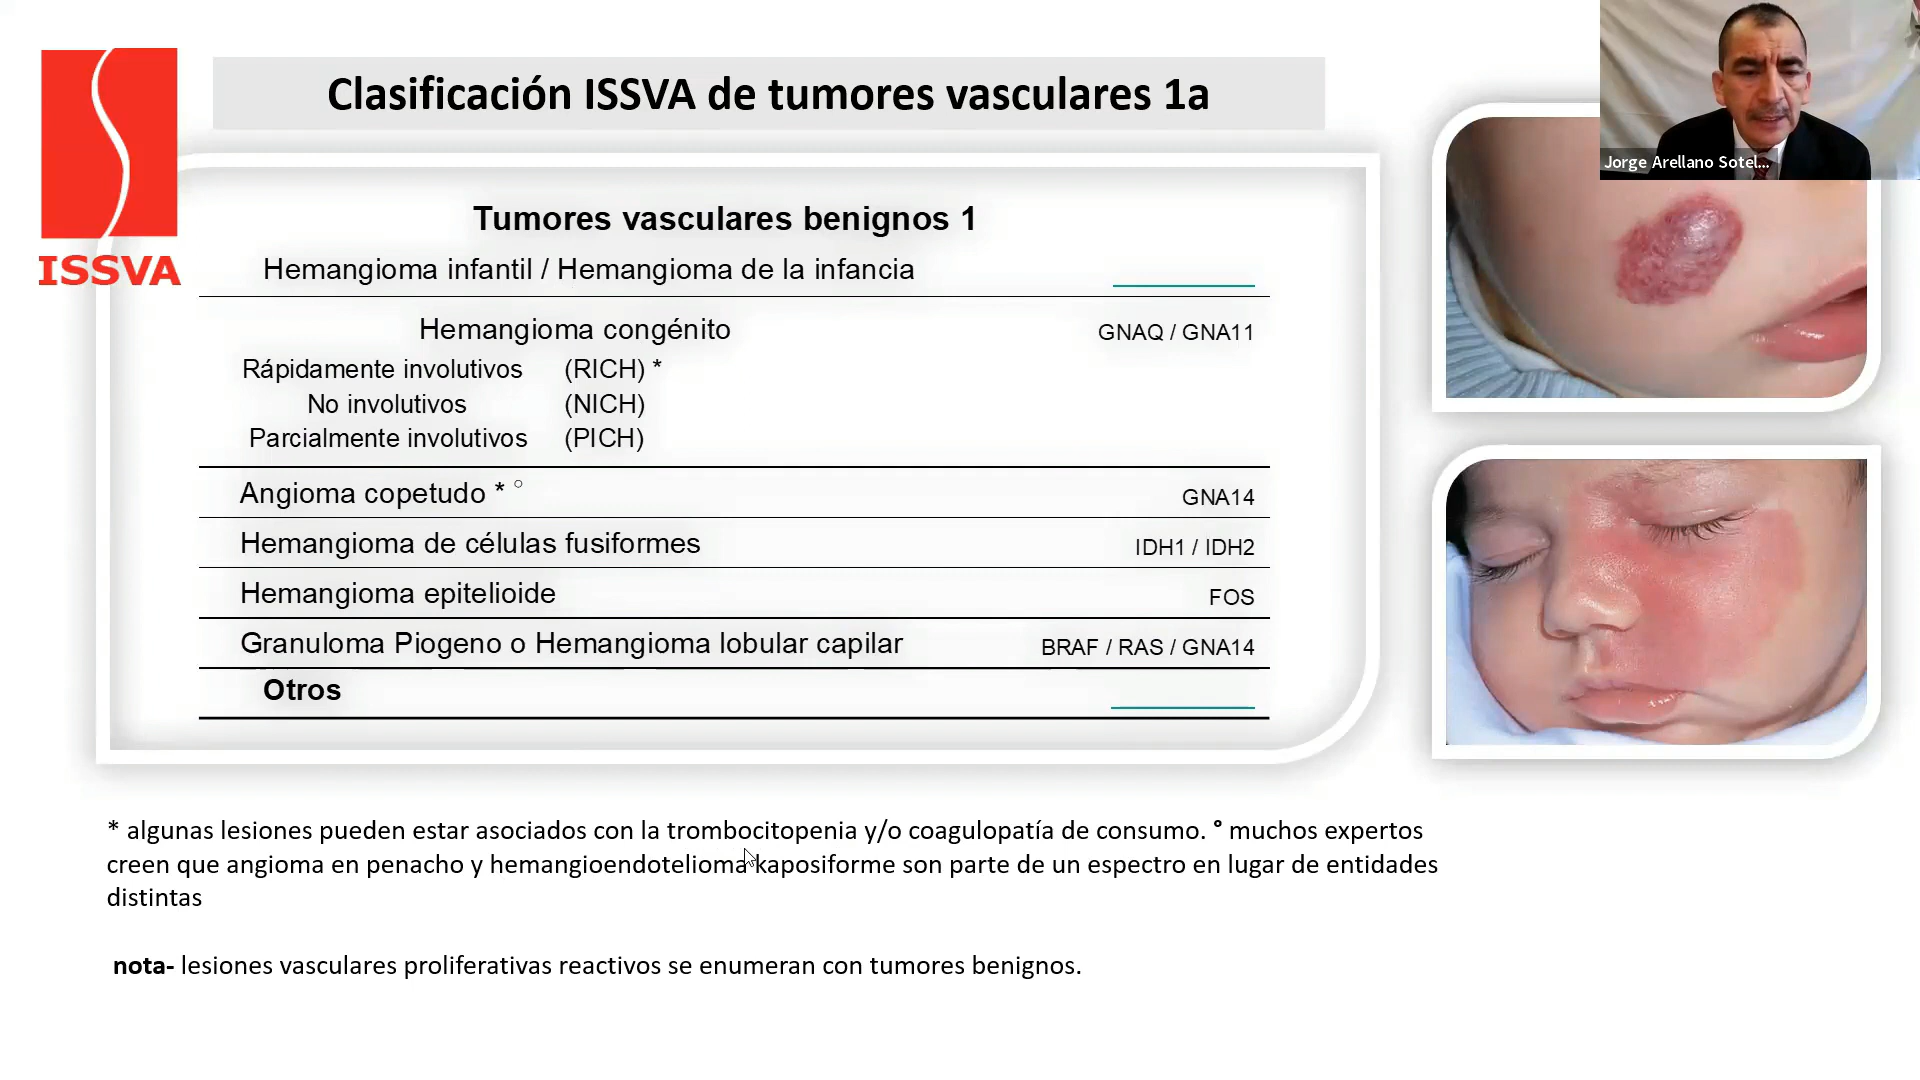 Clasificación ISSVA de tumores vasculares 1a
ISSVA
Jorge Arellano Sotel...
Tumores vasculares benignos 1
Hemangioma infantil / Hemangioma de la infancia
Hemangioma congénito GNAQ / GNA11
Rápidamente involutivos (RICH) *
No involutivos (NICH)
Parcialmente involutivos (PICH)
Angioma copetudo * ° GNA14
Hemangioma de células fusiformes IDH1 / IDH2
Hemangioma epitelioide FOS
Granuloma Piogeno o Hemangioma lobular capilar BRAF / RAS / GNA14
Otros
* algunas lesiones pueden estar asociados con la trombocitopenia y/o coagulopatía de consumo. ° muchos expertos
creen que angioma en penacho y hemangioendotelioma kaposiforme son parte de un espectro en lugar de entidades
distintas
nota- lesiones vasculares proliferativas reactivos se enumeran con tumores benignos.